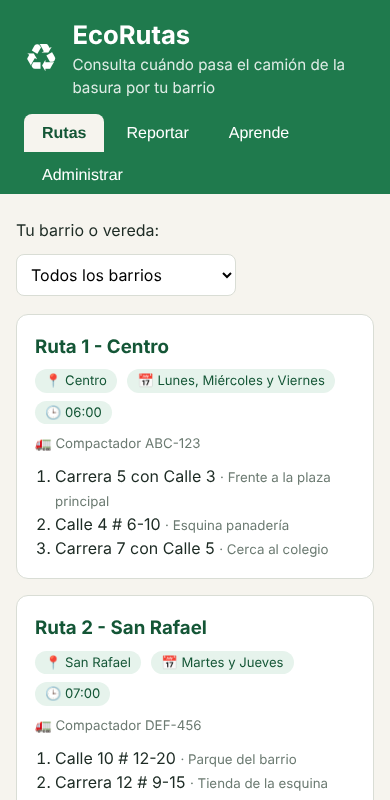 EcoRutas
Consulta cuándo pasa el camión de la
basura por tu barrio
Rutas
Reportar
Aprende
Administrar
Tu barrio o vereda:
Todos los barrios
Ruta 1 - Centro
📍 Centro
📅 Lunes, Miércoles y Viernes
🕒 06:00
🚛 Compactador ABC-123
1. Carrera 5 con Calle 3 · Frente a la plaza
principal
2. Calle 4 # 6-10 · Esquina panadería
3. Carrera 7 con Calle 5 · Cerca al colegio
Ruta 2 - San Rafael
📍 San Rafael
📅 Martes y Jueves
🕒 07:00
🚛 Compactador DEF-456
1. Calle 10 # 12-20 · Parque del barrio
2. Carrera 12 # 9-15 · Tienda de la esquina